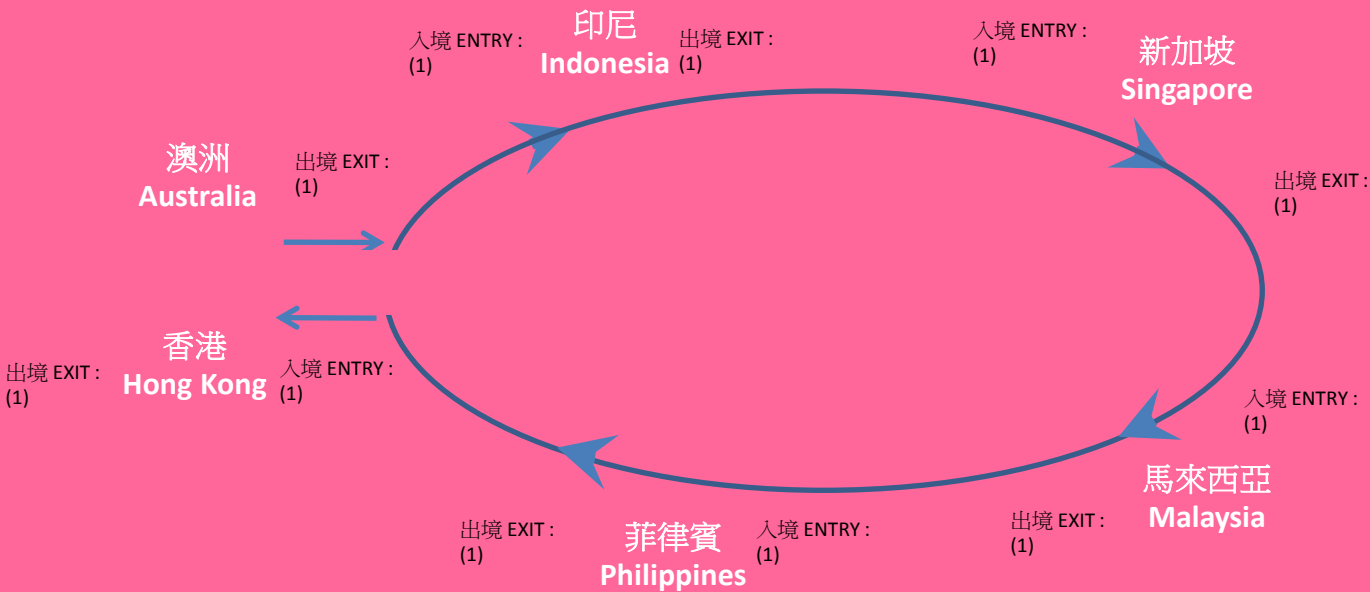 澳洲
Australia
出境 EXIT :
(1)
入境 ENTRY :
(1)
印尼
Indonesia
出境 EXIT :
(1)
入境 ENTRY :
(1)
新加坡
Singapore
出境 EXIT :
(1)
入境 ENTRY :
(1)
馬來西亞
Malaysia
出境 EXIT :
(1)
入境 ENTRY :
(1)
菲律賓
Philippines
出境 EXIT :
(1)
入境 ENTRY :
(1)
香港
Hong Kong
出境 EXIT :
(1)